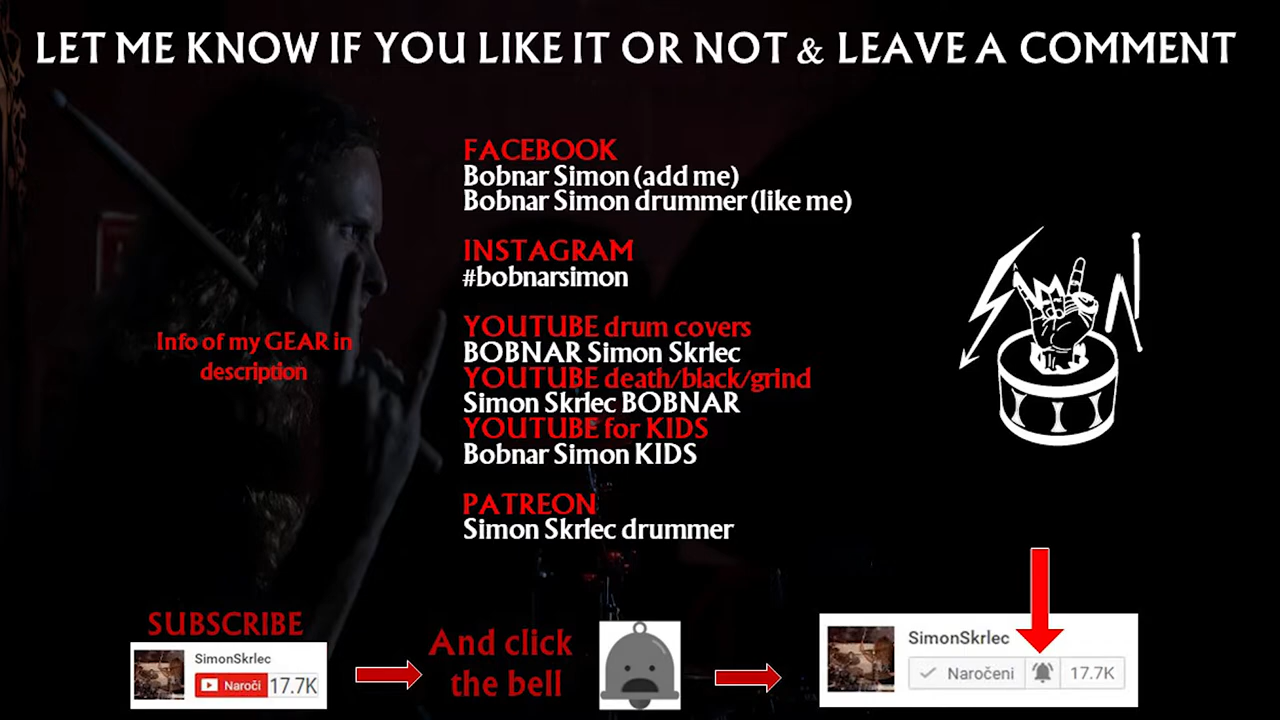 LET ME KNOW IF YOU LIKE IT OR NOT & LEAVE A COMMENT
FACEBOOK
Bobnar Simon (add me)
Bobnar Simon drummer (like me)
INSTAGRAM
#bobnarsimon
YOUTUBE drum covers
BOBNAR Simon Skrlec
YOUTUBE death/black/grind
Simon Skrlec BOBNAR
YOUTUBE for KIDS
Bobnar Simon KIDS
PATREON
Simon Skrlec drummer
Info of my GEAR in
description
SIMON
SUBSCRIBE
SimonSkrlec
Naroči 17.7K
And click
the bell
SimonSkrlec
Naročeni 17.7K